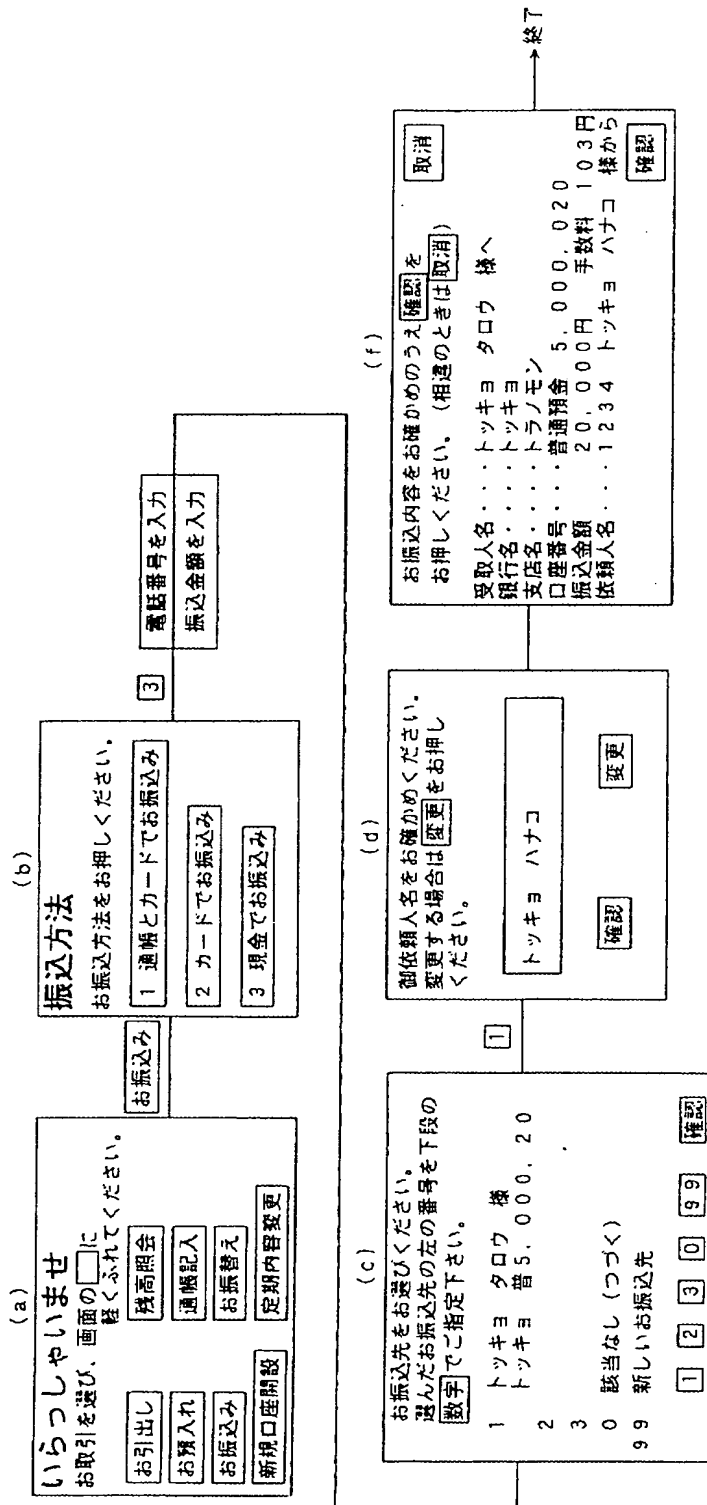 (a)
いらっしゃいませ
お取引を選び、画面の□に
軽くふれてください。
お引出し 残高照会
お預入れ 通帳記入
お振込み お振替え
新規口座開設 定期内容変更
お振込み
(b)
振込方法
お振込方法をお押しください。
1 通帳とカードでお振込み
2 カードでお振込み
3 現金でお振込み
3
電話番号を入力
振込金額を入力
(c)
お振込先をお選びください。
選んだお振込先の左の番号を下段の
数字でご指定下さい。
1 トッキョ タロウ 様
トッキョ 普5.000.20
2
3
0 該当なし (つづく)
99 新しいお振込先
1 2 3 0 99 確認
1
(d)
御依頼人名をお確かめください。
変更する場合は変更をお押し
ください。
トッキョ ハナコ
確認 変更
(f)
お振込内容をお確かめのうえ確認を
お押しください。(相違のときは取消)
取消
受取人名・・・トッキョ タロウ 様へ
銀行名・・・・・トッキョ
支店名・・・・・トラノモン
口座番号・・・普通預金 5,000,020
振込金額 20,000円 手数料 103円
依頼人名・・・1234 トッキョ ハナコ 様から
確認
終了